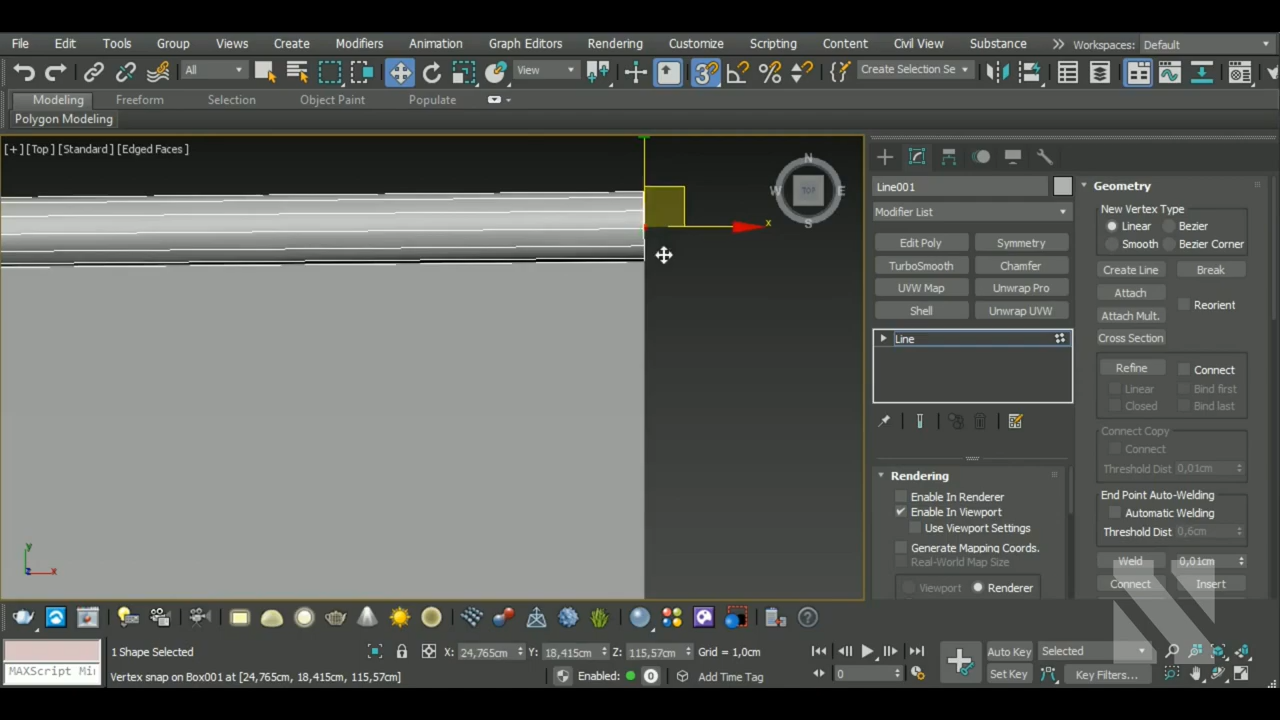 File Edit Tools Group Views Create Modifiers Animation Graph Editors Rendering Customize Scripting Content Civil View Substance Workspaces: Default
All View 3 Create Selection Se
Modeling Freeform Selection Object Paint Populate
Polygon Modeling
[+] [Top] [Standard] [Edged Faces]
N
W TOP E
S
x
y
z x
Line001
Modifier List
Edit Poly Symmetry
TurboSmooth Chamfer
UVW Map Unwrap Pro
Shell Unwrap UVW
Line
Rendering
Enable In Renderer
Enable In Viewport
Use Viewport Settings
Generate Mapping Coords.
Real-World Map Size
Viewport Renderer
Geometry
New Vertex Type
Linear Bezier
Smooth Bezier Corner
Create Line Break
Attach Reorient
Attach Mult.
Cross Section
Refine Connect
Linear Bind first
Closed Bind last
Connect Copy
Connect
Threshold Dist 0,01cm
End Point Auto-Welding
Automatic Welding
Threshold Dist 0,6cm
Weld 0,01cm
Connect Insert
1 Shape Selected X: 24,765cm Y: 18,415cm Z: 115,57cm Grid = 1,0cm Auto Key Selected
MAXScript Mi Vertex snap on Box001 at [24,765cm, 18,415cm, 115,57cm] Enabled: 0 Add Time Tag 0 Set Key Key Filters...